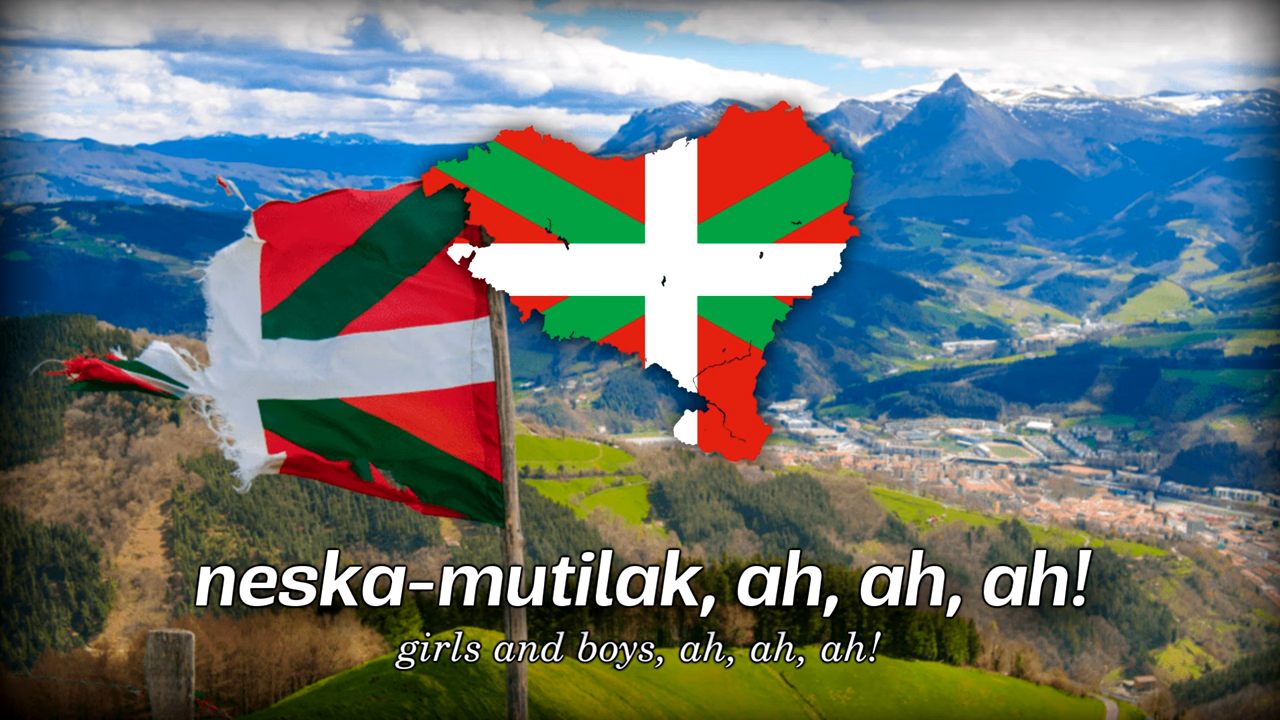 neska-mutilak, ah, ah, ah!
girls and boys, ah, ah, ah!